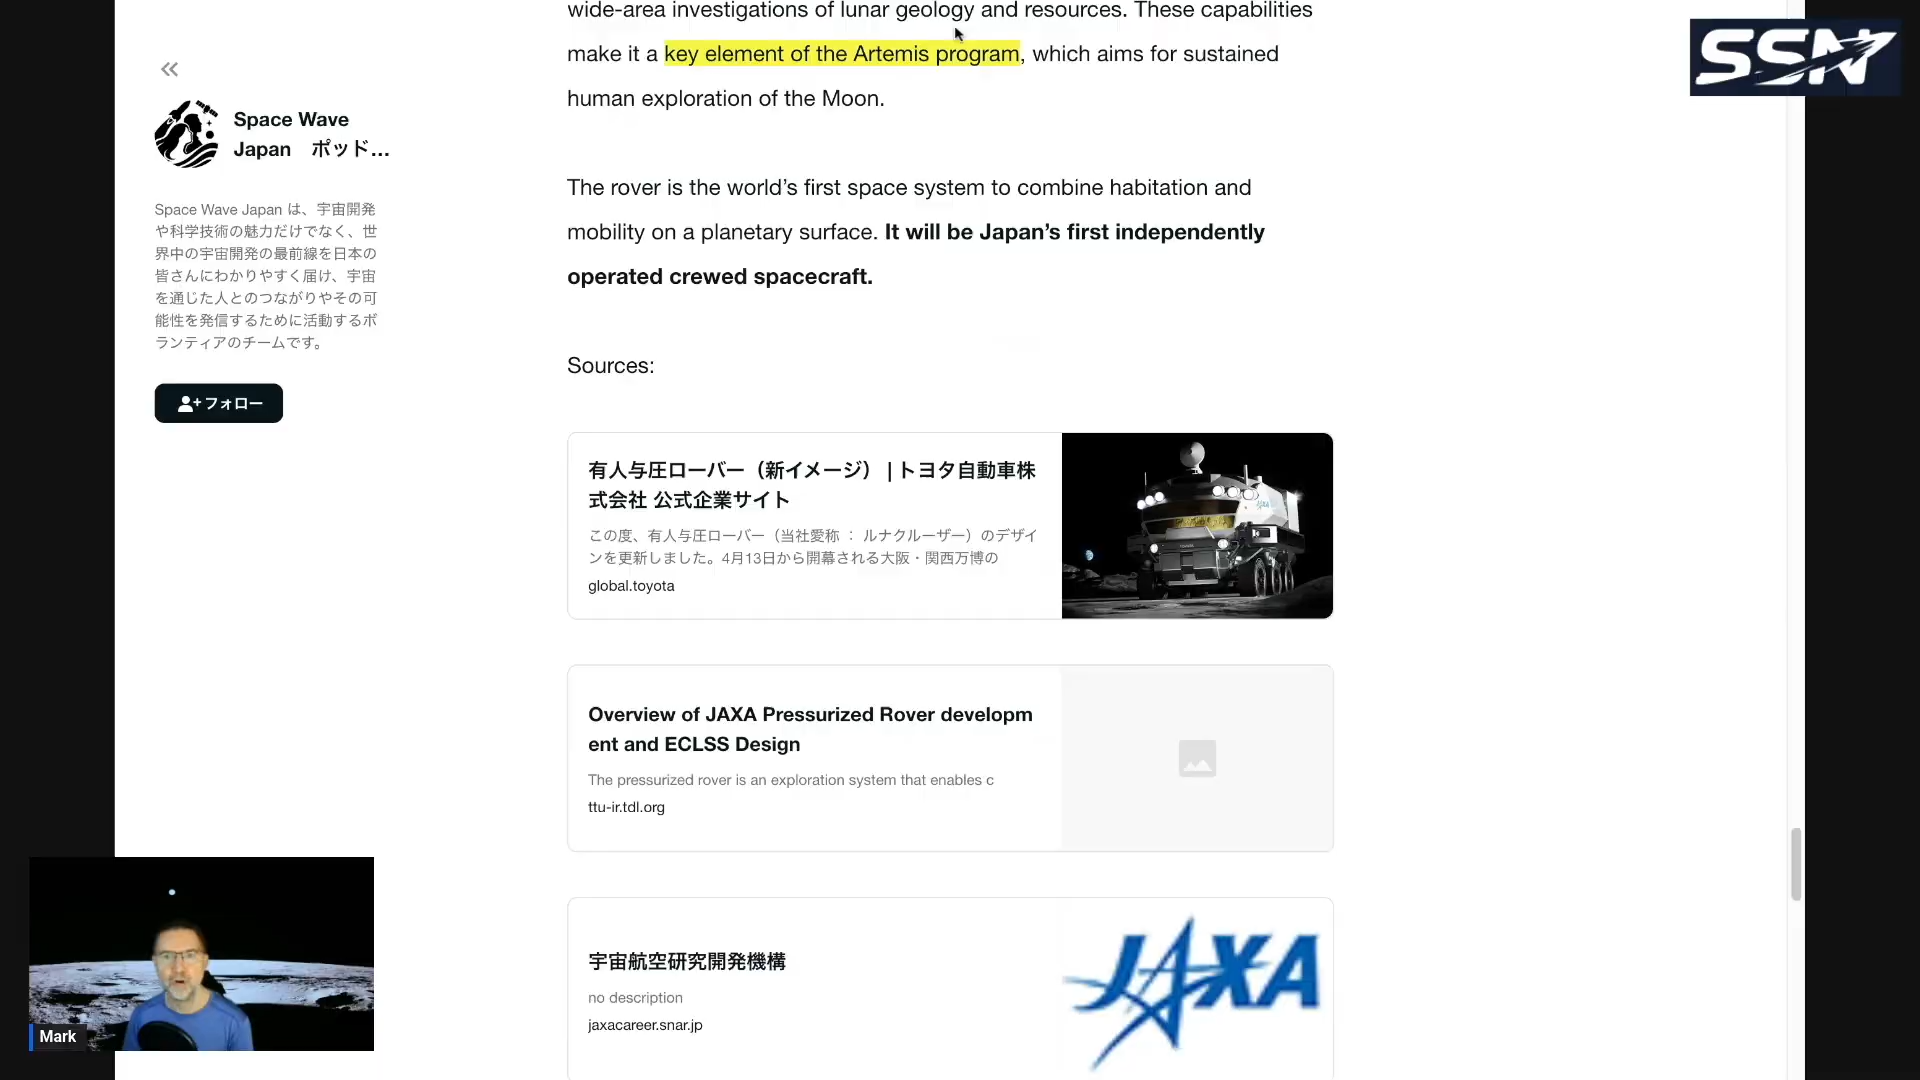 wide-area investigations of lunar geology and resources. These capabilities
make it a key element of the Artemis program, which aims for sustained
human exploration of the Moon.
SSN
Space Wave
Japan ポッド...
Space Wave Japan は、宇宙開発
や科学技術の魅力だけでなく、世
界中の宇宙開発の最前線を日本の
皆さんにわかりやすく届け、宇宙
を通じた人とのつながりやその可
能性を発信するために活動するボ
ランティアのチームです。
フォロー
The rover is the world’s first space system to combine habitation and
mobility on a planetary surface. It will be Japan’s first independently
operated crewed spacecraft.
Sources:
有人与圧ローバー（新イメージ） | トヨタ自動車株
式会社 公式企業サイト
この度、有人与圧ローバー（当社愛称 ： ルナクルーザー）のデザイ
ンを更新しました。4月13日から開幕される大阪・関西万博の
global.toyota
Overview of JAXA Pressurized Rover developm
ent and ECLSS Design
The pressurized rover is an exploration system that enables c
ttu-ir.tdl.org
宇宙航空研究開発機構
no description
jaxacareer.snar.jp
JAXA
Mark